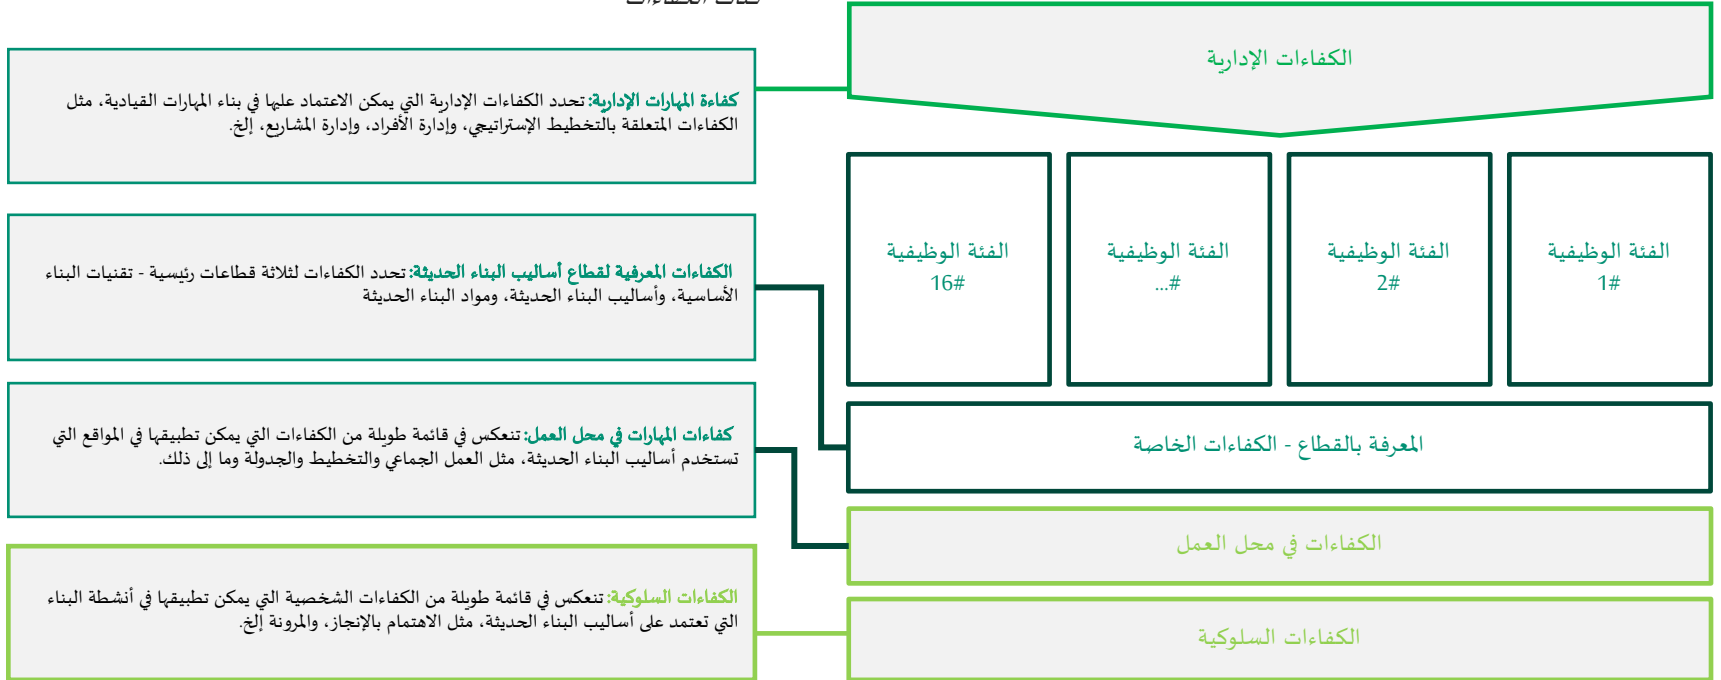 الكفاءات الإدارية
كفاءة المهارات الإدارية: تحدد الكفاءات الإدارية التي يمكن الاعتماد عليها في بناء المهارات القيادية، مثل
الكفاءات المتعلقة بالتخطيط الإستراتيجي، وإدارة الأفراد، وإدارة المشاريع، إلخ.
الفئة الوظيفية
1#
الفئة الوظيفية
2#
الفئة الوظيفية
...#
الفئة الوظيفية
16#
الكفاءات المعرفية لقطاع أساليب البناء الحديثة: تحدد الكفاءات لثلاثة قطاعات رئيسية - تقنيات البناء
الأساسية، وأساليب البناء الحديثة، ومواد البناء الحديثة
المعرفة بالقطاع - الكفاءات الخاصة
كفاءات المهارات في محل العمل: تنعكس في قائمة طويلة من الكفاءات التي يمكن تطبيقها في المواقع التي
تستخدم أساليب البناء الحديثة، مثل العمل الجماعي والتخطيط والجدولة وما إلى ذلك.
الكفاءات في محل العمل
الكفاءات السلوكية: تنعكس في قائمة طويلة من الكفاءات الشخصية التي يمكن تطبيقها في أنشطة البناء
التي تعتمد على أساليب البناء الحديثة، مثل الاهتمام بالإنجاز، والمرونة إلخ.
الكفاءات السلوكية